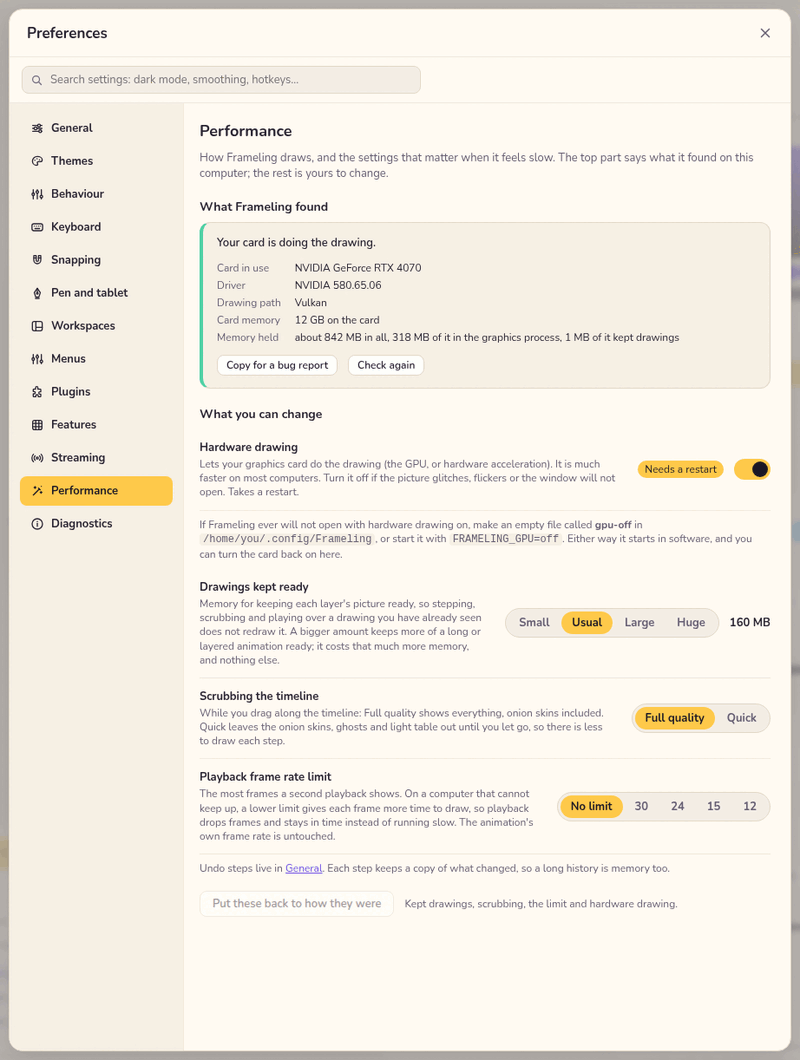 Preferences
Search settings: dark mode, smoothing, hotkeys...
General
Themes
Behaviour
Keyboard
Snapping
Pen and tablet
Workspaces
Menus
Plugins
Features
Streaming
Performance
Diagnostics
Performance
How Frameling draws, and the settings that matter when it feels slow. The top part says what it found on this
computer; the rest is yours to change.
What Frameling found
Your card is doing the drawing.
Card in use NVIDIA GeForce RTX 4070
Driver NVIDIA 580.65.06
Drawing path Vulkan
Card memory 12 GB on the card
Memory held about 842 MB in all, 318 MB of it in the graphics process, 1 MB of it kept drawings
Copy for a bug report Check again
What you can change
Hardware drawing
Lets your graphics card do the drawing (the GPU, or hardware acceleration). It is much
faster on most computers. Turn it off if the picture glitches, flickers or the window will not
open. Takes a restart.
Needs a restart
If Frameling ever will not open with hardware drawing on, make an empty file called gpu-off in
/home/you/.config/Frameling, or start it with FRAMELING_GPU=off. Either way it starts in software, and you
can turn the card back on here.
Drawings kept ready
Memory for keeping each layer's picture ready, so stepping,
scrubbing and playing over a drawing you have already seen
does not redraw it. A bigger amount keeps more of a long or
layered animation ready; it costs that much more memory,
and nothing else.
Small Usual Large Huge 160 MB
Scrubbing the timeline
While you drag along the timeline: Full quality shows everything, onion skins included.
Quick leaves the onion skins, ghosts and light table out until you let go, so there is less
to draw each step.
Full quality Quick
Playback frame rate limit
The most frames a second playback shows. On a computer that cannot
keep up, a lower limit gives each frame more time to draw, so playback
drops frames and stays in time instead of running slow. The animation's
own frame rate is untouched.
No limit 30 24 15 12
Undo steps live in General. Each step keeps a copy of what changed, so a long history is memory too.
Put these back to how they were Kept drawings, scrubbing, the limit and hardware drawing.